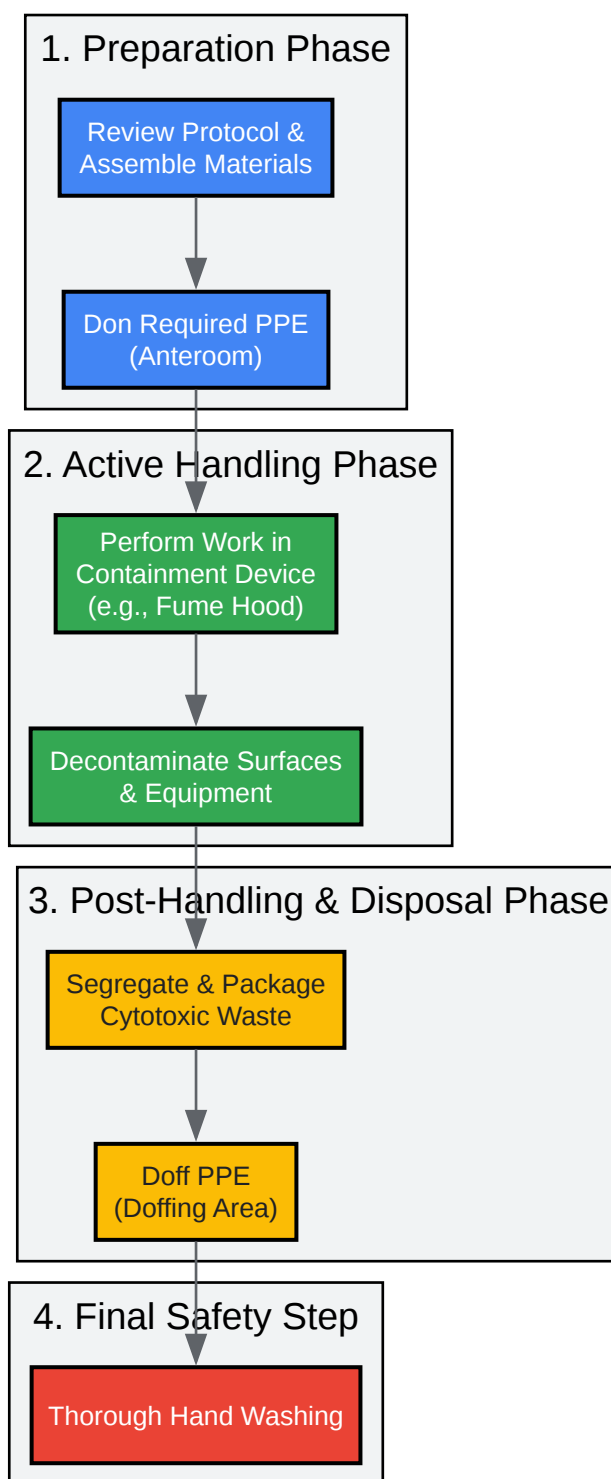 1. Preparation Phase
Review Protocol &
Assemble Materials
Don Required PPE
(Anteroom)
2. Active Handling Phase
Perform Work in
Containment Device
(e.g., Fume Hood)
Decontaminate Surfaces
& Equipment
3. Post-Handling & Disposal Phase
Segregate & Package
Cytotoxic Waste
Doff PPE
(Doffing Area)
4. Final Safety Step
Thorough Hand Washing